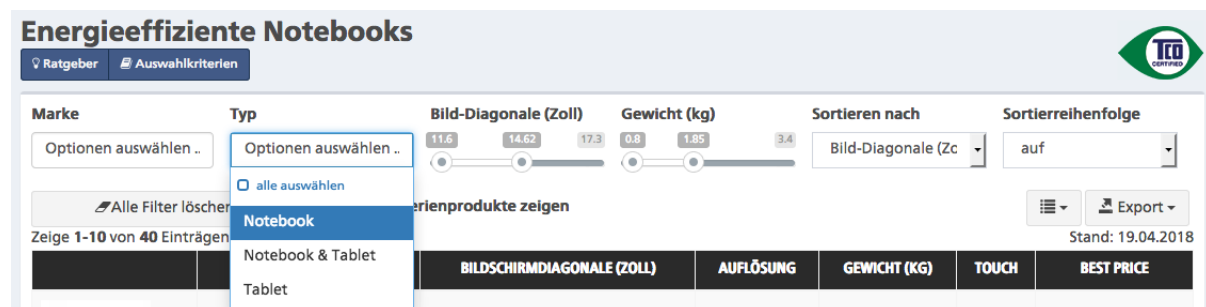 Energieeffiziente Notebooks
Ratgeber Auswahlkriterien
TCO
CERTIFIED
Marke Typ Bild-Diagonale (Zoll) Gewicht (kg) Sortieren nach Sortierreihenfolge
11.6 14.62 17.3 0.8 1.85 3.4
Optionen auswählen .. Optionen auswählen .. Bild-Diagonale (Zo auf
alle auswählen
Alle Filter löscher erienprodukte zeigen Export
Notebook
Zeige 1-10 von 40 Einträgen Stand: 19.04.2018
Notebook & Tablet
BILDSCHIRMDIAGONALE (ZOLL) AUFLÖSUNG GEWICHT (KG) TOUCH BEST PRICE
Tablet